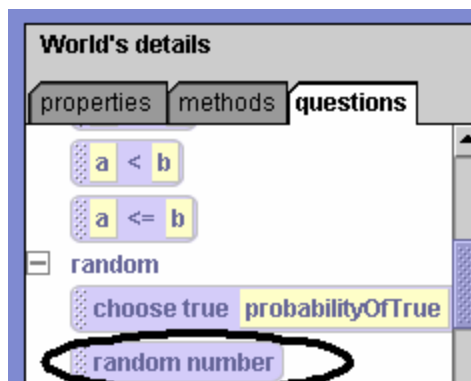 World's details
properties methods questions
a < b
a <= b
random
choose true probabilityOfTrue
random number